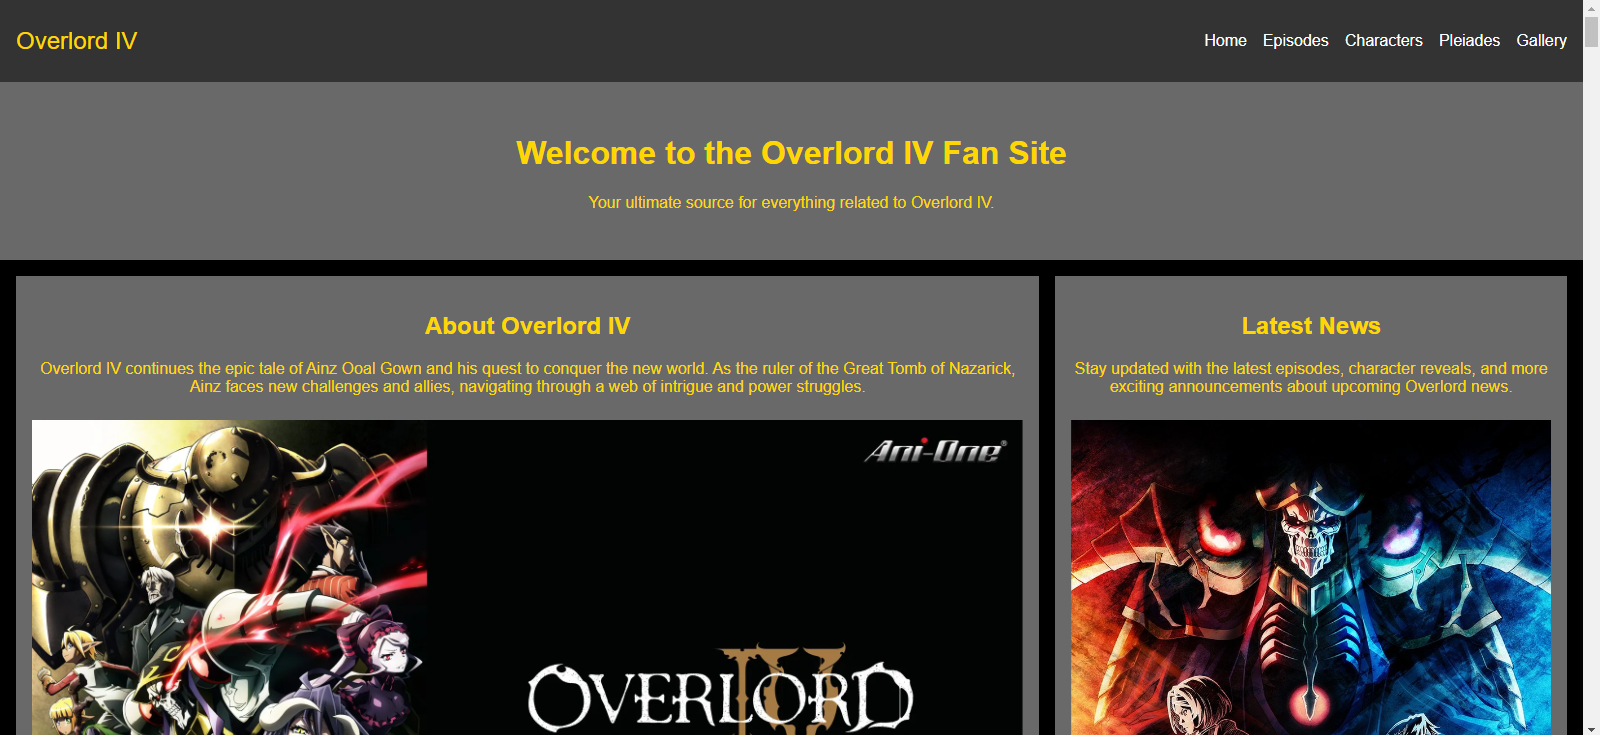 Overlord IV
Home Episodes Characters Pleiades Gallery
Welcome to the Overlord IV Fan Site
Your ultimate source for everything related to Overlord IV.
About Overlord IV
Overlord IV continues the epic tale of Ainz Ooal Gown and his quest to conquer the new world. As the ruler of the Great Tomb of Nazarick,
Ainz faces new challenges and allies, navigating through a web of intrigue and power struggles.
Ani-One®
OVERLORD
IV
Latest News
Stay updated with the latest episodes, character reveals, and more
exciting announcements about upcoming Overlord news.